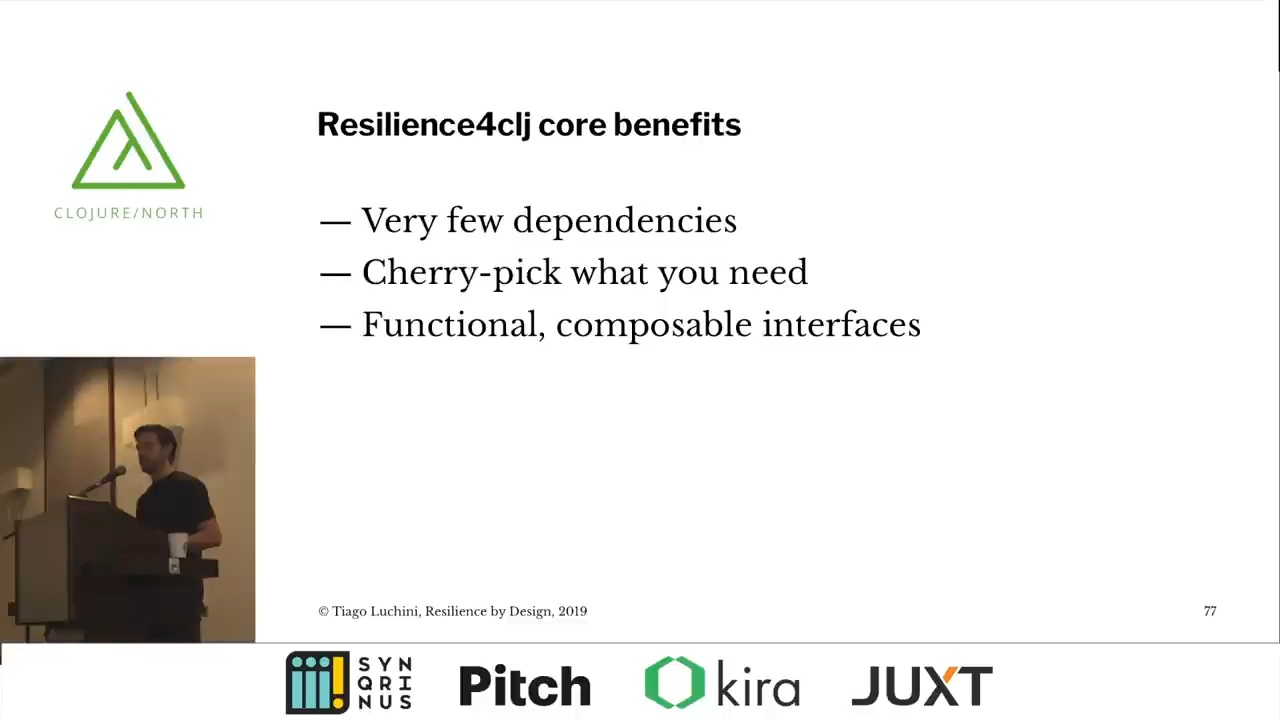 CLOJURE/NORTH
Resilience4clj core benefits
— Very few dependencies
— Cherry-pick what you need
— Functional, composable interfaces
© Tiago Luchini, Resilience by Design, 2019
77
SYN
QRI
NUS
Pitch
kira
JUXT